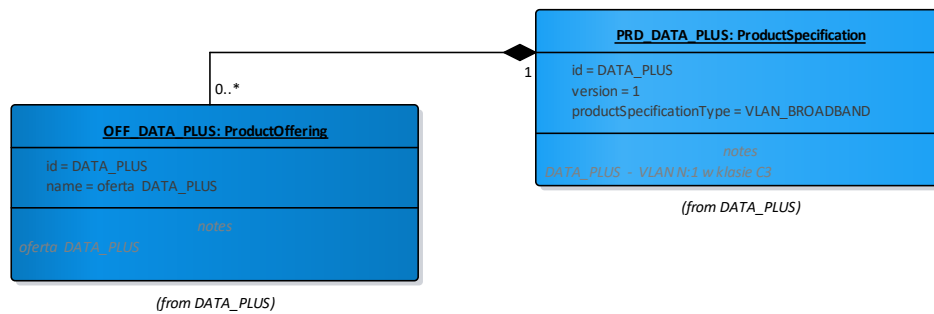 PRD_DATA_PLUS: ProductSpecification
id = DATA_PLUS
version = 1
productSpecificationType = VLAN_BROADBAND
notes
DATA_PLUS - VLAN N:1 w klasie C3
(from DATA_PLUS)
1
0..*
OFF_DATA_PLUS: ProductOffering
id = DATA_PLUS
name = oferta DATA_PLUS
notes
oferta DATA_PLUS
(from DATA_PLUS)